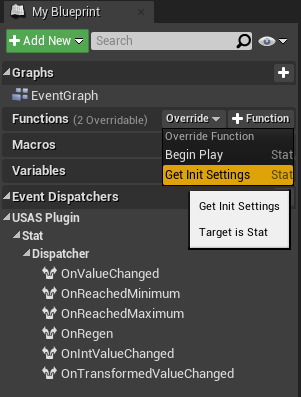 My Blueprint
Add New
Search
Graphs
EventGraph
Functions (2 Overridable)
Override
Function
Override Function
Macros
Begin Play Stat
Variables
Get Init Settings Stat
Event Dispatchers
Get Init Settings
Target is Stat
USAS Plugin
Stat
Dispatcher
OnValueChanged
OnReachedMinimum
OnReachedMaximum
OnRegen
OnIntValueChanged
OnTransformedValueChanged